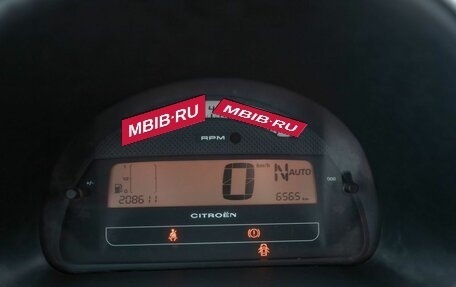 MBIB·RU
MBIB·RU
RPM
0 km/h N AUTO
208611
6565 km
CITROËN